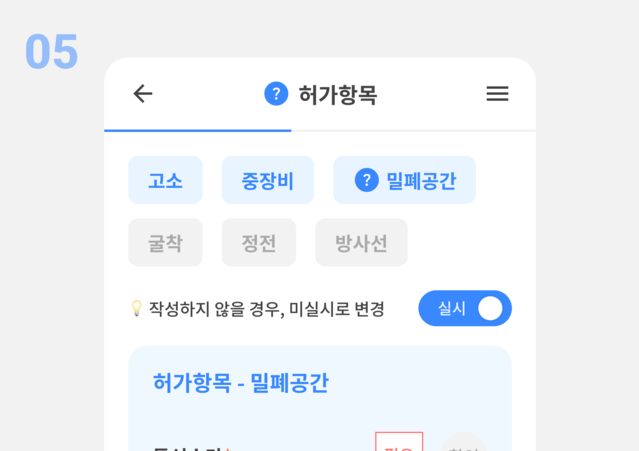 05
허가항목
고소 중장비 밀폐공간
굴착 정전 방사선
작성하지 않을 경우, 미실시로 변경 실시
허가항목 - 밀폐공간